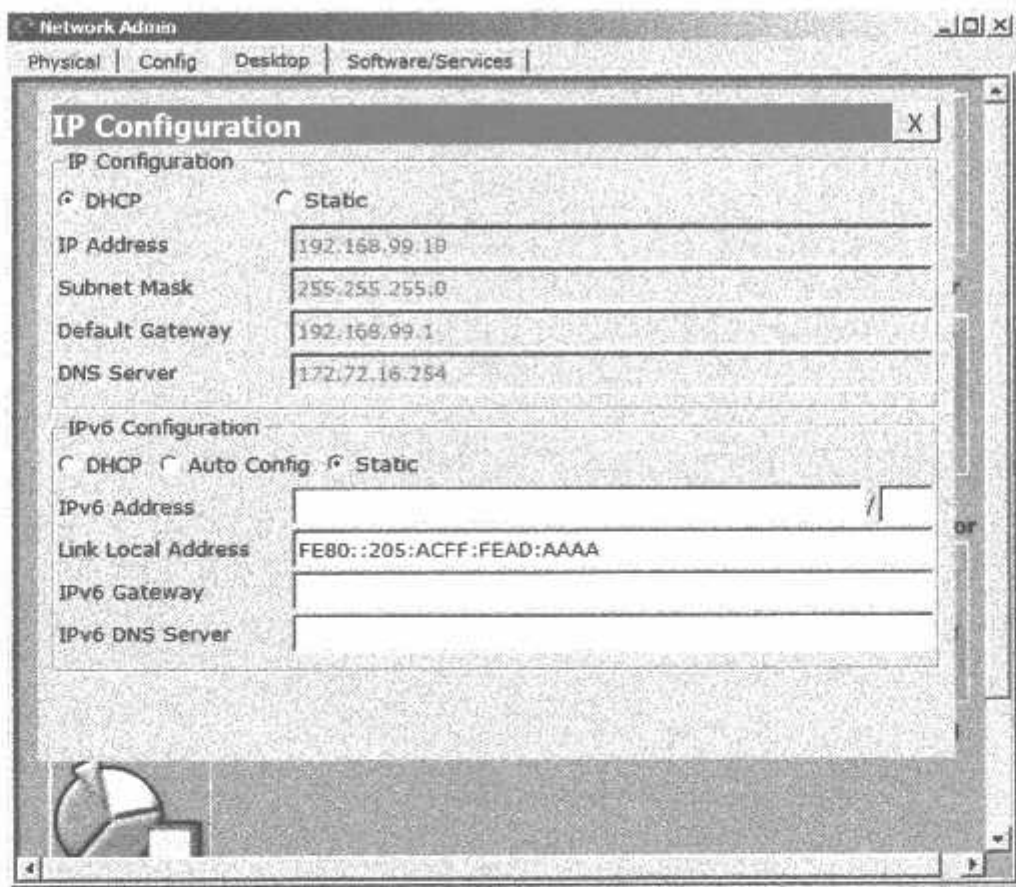 Network Admin
Physical Config Desktop Software/Services
IP Configuration X
IP Configuration
DHCP Static
IP Address 192.168.99.10
Subnet Mask 255.255.255.0
Default Gateway 192.168.99.1
DNS Server 172.72.16.254
IPv6 Configuration
DHCP Auto Config Static
IPv6 Address /
Link Local Address FE80::205:ACFF:FEAD:AAAA
IPv6 Gateway
IPv6 DNS Server
r
or